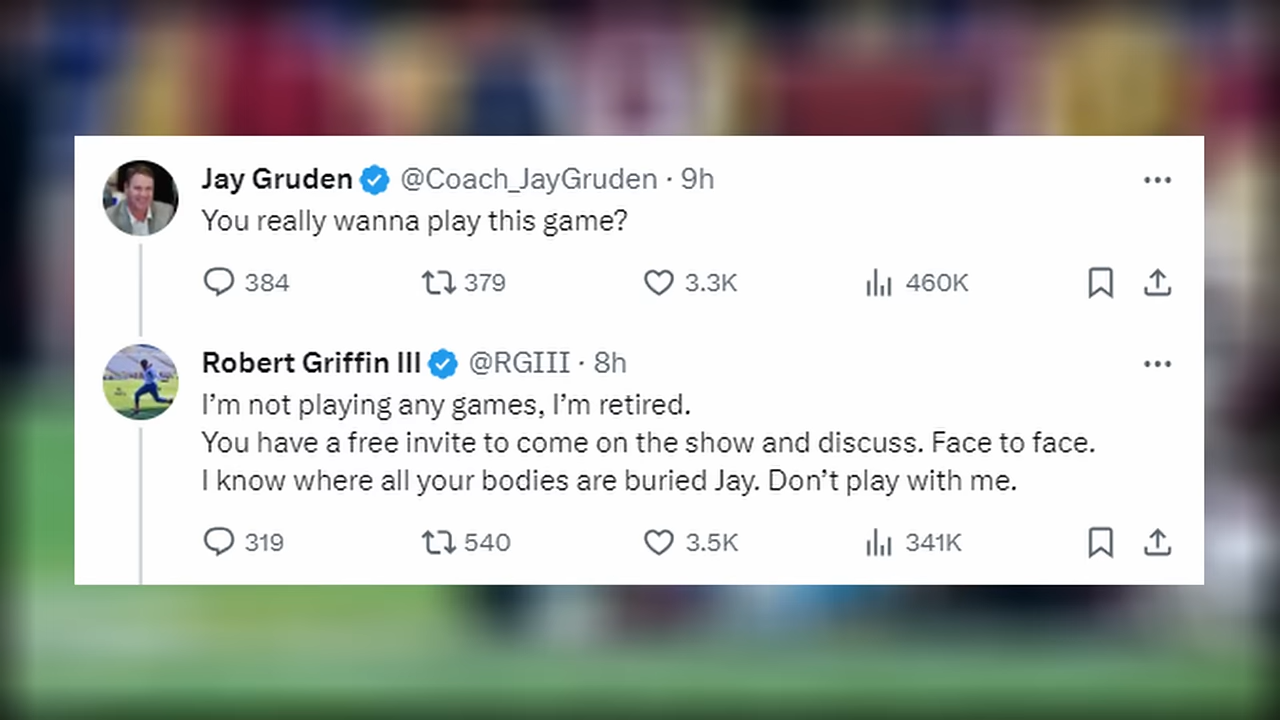 Jay Gruden @Coach_JayGruden · 9h
You really wanna play this game?
384 379 3.3K 460K
Robert Griffin III @RGIII · 8h
I’m not playing any games, I’m retired.
You have a free invite to come on the show and discuss. Face to face.
I know where all your bodies are buried Jay. Don’t play with me.
319 540 3.5K 341K